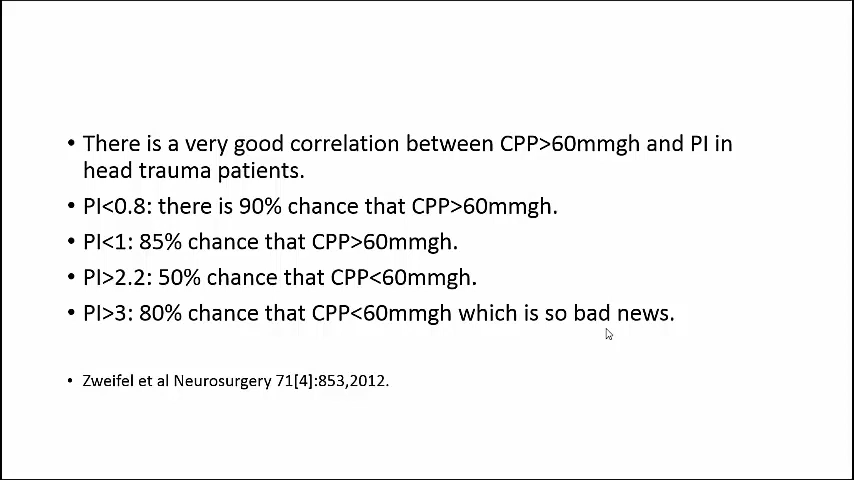 • There is a very good correlation between CPP>60mmgh and PI in
head trauma patients.
• PI<0.8: there is 90% chance that CPP>60mmgh.
• PI<1: 85% chance that CPP>60mmgh.
• PI>2.2: 50% chance that CPP<60mmgh.
• PI>3: 80% chance that CPP<60mmgh which is so bad news.
• Zweifel et al Neurosurgery 71[4]:853,2012.